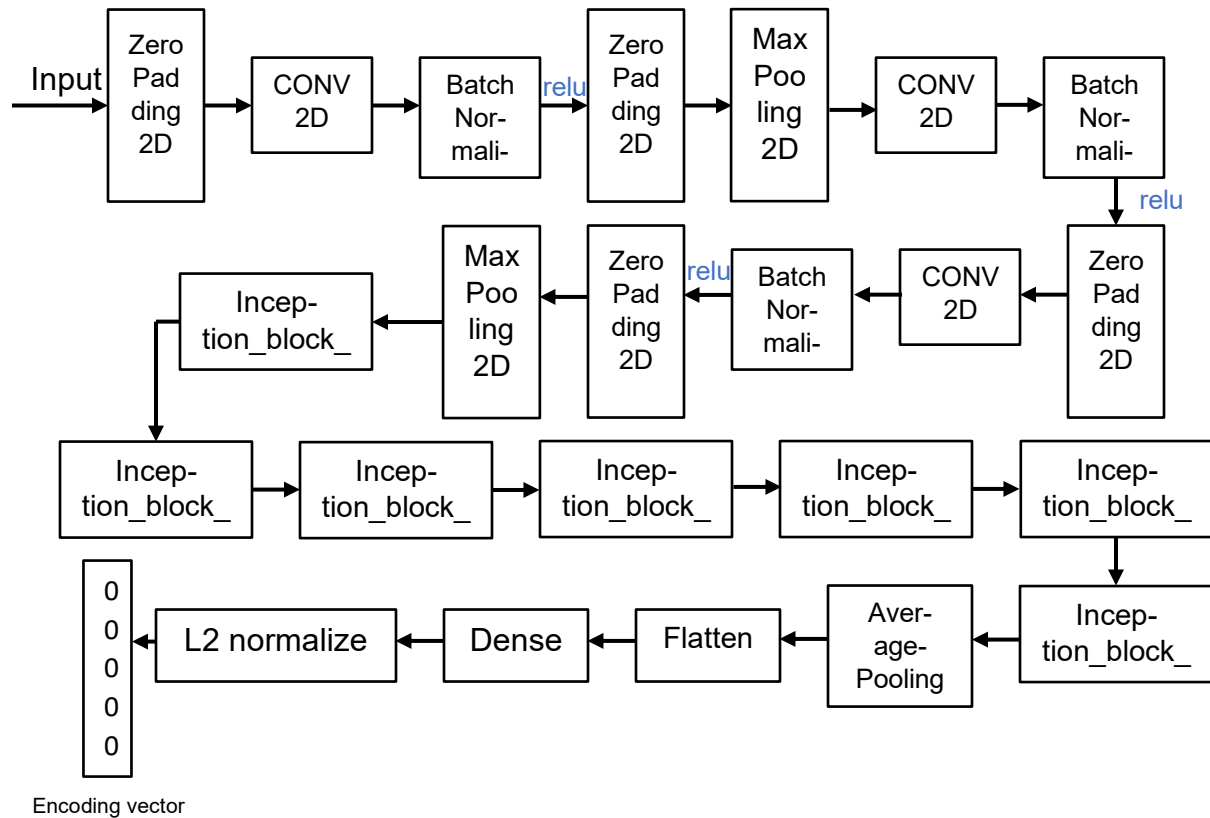 Input
Zero
Pad
ding
2D
CONV
2D
Batch
Nor-
mali-
relu
Zero
Pad
ding
2D
Max
Poo
ling
2D
CONV
2D
Batch
Nor-
mali-
relu
Zero
Pad
ding
2D
CONV
2D
Batch
Nor-
mali-
relu
Zero
Pad
ding
2D
Max
Poo
ling
2D
Incep-
tion_block_
Incep-
tion_block_
Incep-
tion_block_
Incep-
tion_block_
Incep-
tion_block_
Incep-
tion_block_
Incep-
tion_block_
Aver-
age-
Pooling
Flatten
Dense
L2 normalize
0
0
0
0
0
Encoding vector